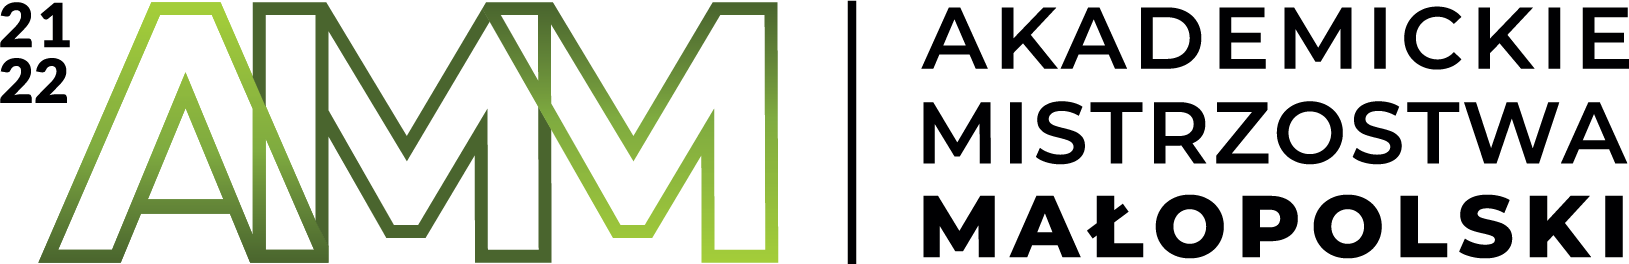 21
22
AMM
AKADEMICKIE
MISTRZOSTWA
MAŁOPOLSKI